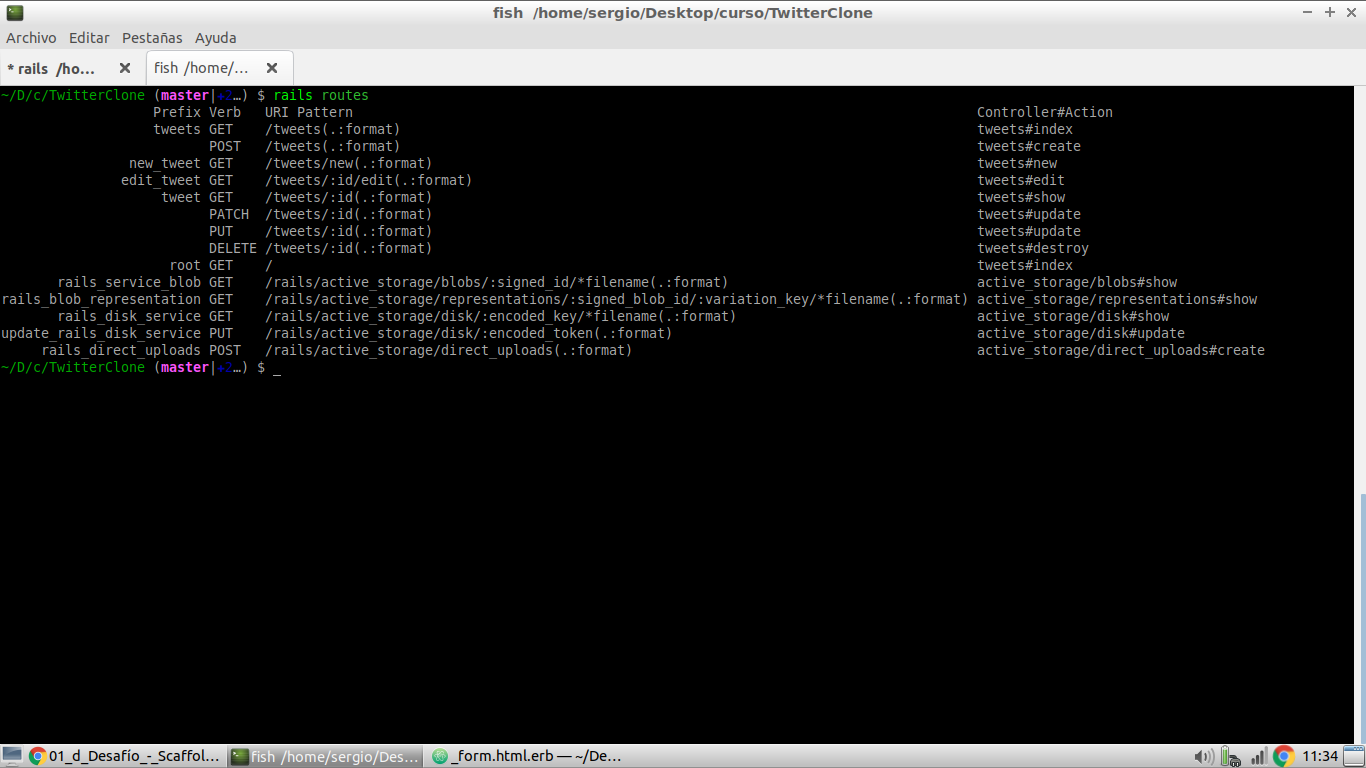 fish /home/sergio/Desktop/curso/TwitterClone
Archivo Editar Pestañas Ayuda
* rails /ho...
fish /home/...
~/D/c/TwitterClone (master|+2…) $ rails routes
Prefix Verb URI Pattern Controller#Action
tweets GET /tweets(.:format) tweets#index
POST /tweets(.:format) tweets#create
new_tweet GET /tweets/new(.:format) tweets#new
edit_tweet GET /tweets/:id/edit(.:format) tweets#edit
tweet GET /tweets/:id(.:format) tweets#show
PATCH /tweets/:id(.:format) tweets#update
PUT /tweets/:id(.:format) tweets#update
DELETE /tweets/:id(.:format) tweets#destroy
root GET / tweets#index
rails_service_blob GET /rails/active_storage/blobs/:signed_id/*filename(.:format) active_storage/blobs#show
rails_blob_representation GET /rails/active_storage/representations/:signed_blob_id/:variation_key/*filename(.:format) active_storage/representations#show
rails_disk_service GET /rails/active_storage/disk/:encoded_key/*filename(.:format) active_storage/disk#show
update_rails_disk_service PUT /rails/active_storage/disk/:encoded_token(.:format) active_storage/disk#update
rails_direct_uploads POST /rails/active_storage/direct_uploads(.:format) active_storage/direct_uploads#create
~/D/c/TwitterClone (master|+2…) $ _
01_d_Desafío_-_Scaffol...
fish /home/sergio/Des...
_form.html.erb — ~/De...
11:34